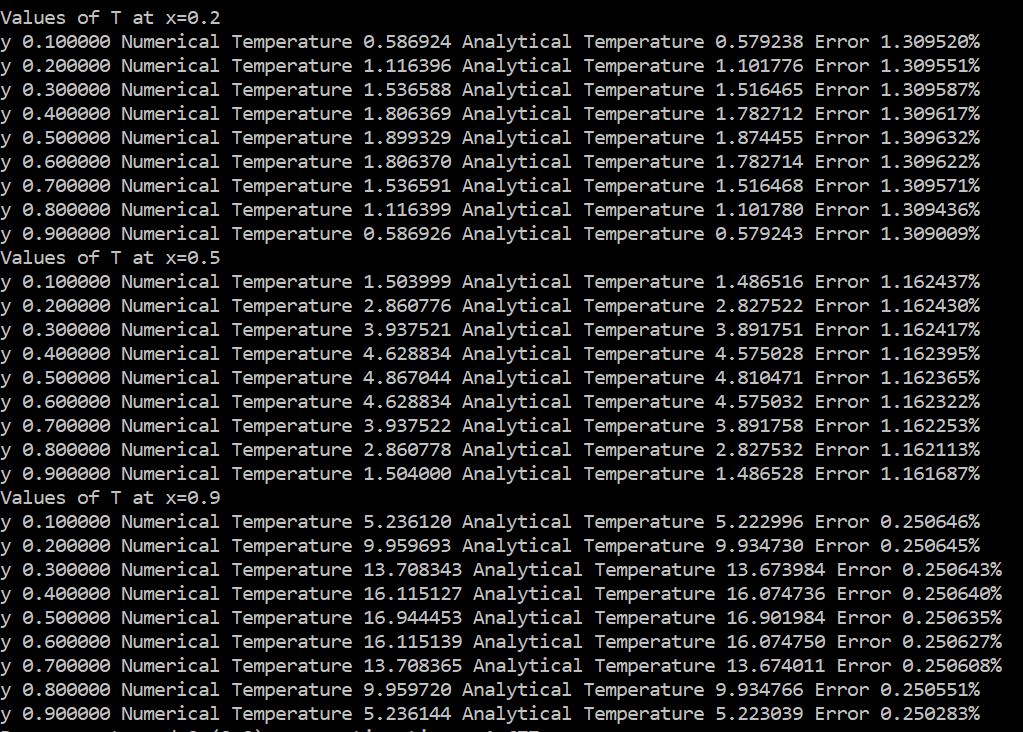 Values of T at x=0.2
y 0.100000 Numerical Temperature 0.586924 Analytical Temperature 0.579238 Error 1.309520%
y 0.200000 Numerical Temperature 1.116396 Analytical Temperature 1.101776 Error 1.309551%
y 0.300000 Numerical Temperature 1.536588 Analytical Temperature 1.516465 Error 1.309587%
y 0.400000 Numerical Temperature 1.806369 Analytical Temperature 1.782712 Error 1.309617%
y 0.500000 Numerical Temperature 1.899329 Analytical Temperature 1.874455 Error 1.309632%
y 0.600000 Numerical Temperature 1.806370 Analytical Temperature 1.782714 Error 1.309622%
y 0.700000 Numerical Temperature 1.536591 Analytical Temperature 1.516468 Error 1.309571%
y 0.800000 Numerical Temperature 1.116399 Analytical Temperature 1.101780 Error 1.309436%
y 0.900000 Numerical Temperature 0.586926 Analytical Temperature 0.579243 Error 1.309009%
Values of T at x=0.5
y 0.100000 Numerical Temperature 1.503999 Analytical Temperature 1.486516 Error 1.162437%
y 0.200000 Numerical Temperature 2.860776 Analytical Temperature 2.827522 Error 1.162430%
y 0.300000 Numerical Temperature 3.937521 Analytical Temperature 3.891751 Error 1.162417%
y 0.400000 Numerical Temperature 4.628834 Analytical Temperature 4.575028 Error 1.162395%
y 0.500000 Numerical Temperature 4.867044 Analytical Temperature 4.810471 Error 1.162365%
y 0.600000 Numerical Temperature 4.628834 Analytical Temperature 4.575032 Error 1.162322%
y 0.700000 Numerical Temperature 3.937522 Analytical Temperature 3.891758 Error 1.162253%
y 0.800000 Numerical Temperature 2.860778 Analytical Temperature 2.827532 Error 1.162113%
y 0.900000 Numerical Temperature 1.504000 Analytical Temperature 1.486528 Error 1.161687%
Values of T at x=0.9
y 0.100000 Numerical Temperature 5.236120 Analytical Temperature 5.222996 Error 0.250646%
y 0.200000 Numerical Temperature 9.959693 Analytical Temperature 9.934730 Error 0.250645%
y 0.300000 Numerical Temperature 13.708343 Analytical Temperature 13.673984 Error 0.250643%
y 0.400000 Numerical Temperature 16.115127 Analytical Temperature 16.074736 Error 0.250640%
y 0.500000 Numerical Temperature 16.944453 Analytical Temperature 16.901984 Error 0.250635%
y 0.600000 Numerical Temperature 16.115139 Analytical Temperature 16.074750 Error 0.250627%
y 0.700000 Numerical Temperature 13.708365 Analytical Temperature 13.674011 Error 0.250608%
y 0.800000 Numerical Temperature 9.959720 Analytical Temperature 9.934766 Error 0.250551%
y 0.900000 Numerical Temperature 5.236144 Analytical Temperature 5.223039 Error 0.250283%